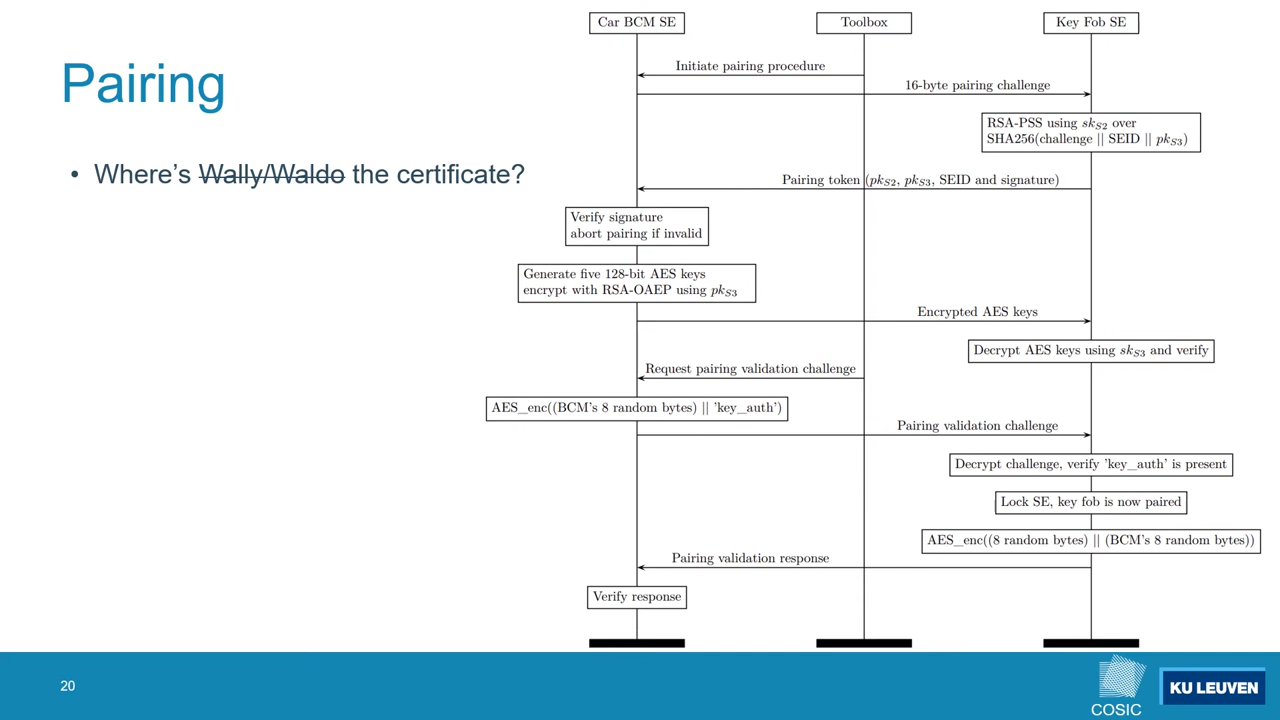 Pairing
• Where's Wally/Waldo the certificate?
Car BCM SE
Toolbox
Key Fob SE
Initiate pairing procedure
16-byte pairing challenge
RSA-PSS using sk_S2 over
SHA256(challenge || SEID || pk_S3)
Pairing token (pk_S2, pk_S3, SEID and signature)
Verify signature
abort pairing if invalid
Generate five 128-bit AES keys
encrypt with RSA-OAEP using pk_S3
Encrypted AES keys
Decrypt AES keys using sk_S3 and verify
Request pairing validation challenge
AES_enc((BCM's 8 random bytes) || 'key_auth')
Pairing validation challenge
Decrypt challenge, verify 'key_auth' is present
Lock SE, key fob is now paired
AES_enc((8 random bytes) || (BCM's 8 random bytes))
Pairing validation response
Verify response
20
COSIC
KU LEUVEN